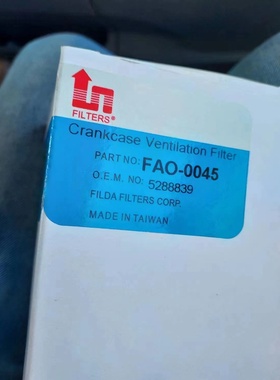 FILTERS®
Crankcase Ventilation Filter
PART NO: FAO-0045
O.E.M. NO: 5288839
FILDA FILTERS CORP.
MADE IN TAIWAN